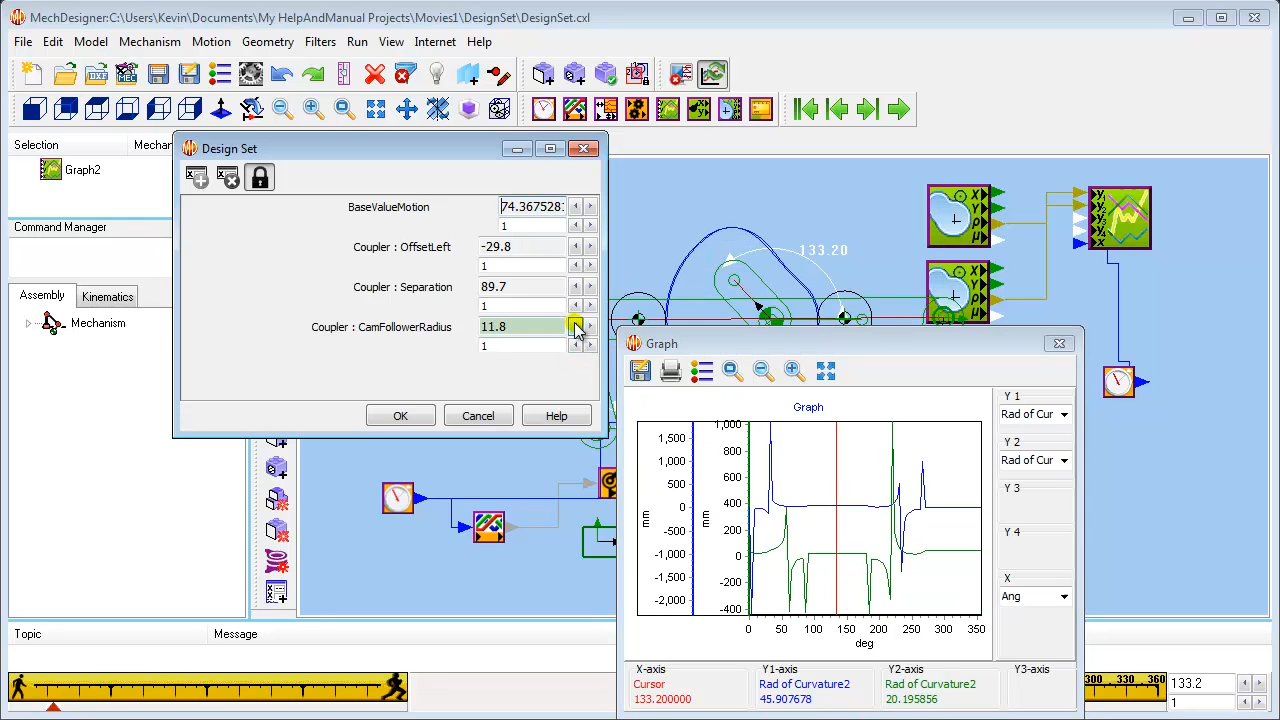 MechDesigner:C:\Users\Kevin\Documents\My HelpAndManual Projects\Movies1\DesignSet\DesignSet.cxl
File Edit Model Mechanism Motion Geometry Filters Run View Internet Help
Selection Mechan
Graph2
Command Manager
Assembly Kinematics
Mechanism
Design Set
BaseValueMotion 74.3675281
1
Coupler : OffsetLeft -29.8
1
Coupler : Separation 89.7
1
Coupler : CamFollowerRadius 11.8
1
OK Cancel Help
133.20
X
Y
ρ
X
Y
ρ
Graph
Graph
Y 1
Rad of Cur
Y 2
Rad of Cur
Y 3
Y 4
X
Ang
1,500
1,000
500
0
-500
-1,000
-1,500
-2,000
mm
1,000
800
600
400
200
0
-200
-400
mm
0 50 100 150 200 250 300 350
deg
X-axis Y1-axis Y2-axis Y3-axis
Cursor Rad of Curvature2 Rad of Curvature2
133.200000 45.907678 20.195856
Topic Message
300 330 360
133.2
1